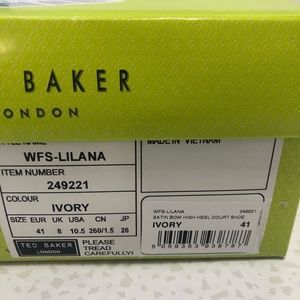 BAKER
LONDON
WFS-LILANA
ITEM NUMBER
249221
COLOUR
IVORY
SIZE EUR UK USA CN JP
41 8 10.5 260/1.5 26
TED BAKER
LONDON
PLEASE
TREAD
CAREFULLY!
MADE IN VIETNAM
WFS-LILANA 249221
SATIN BOW HIGH HEEL COURT SHOE
IVORY 41